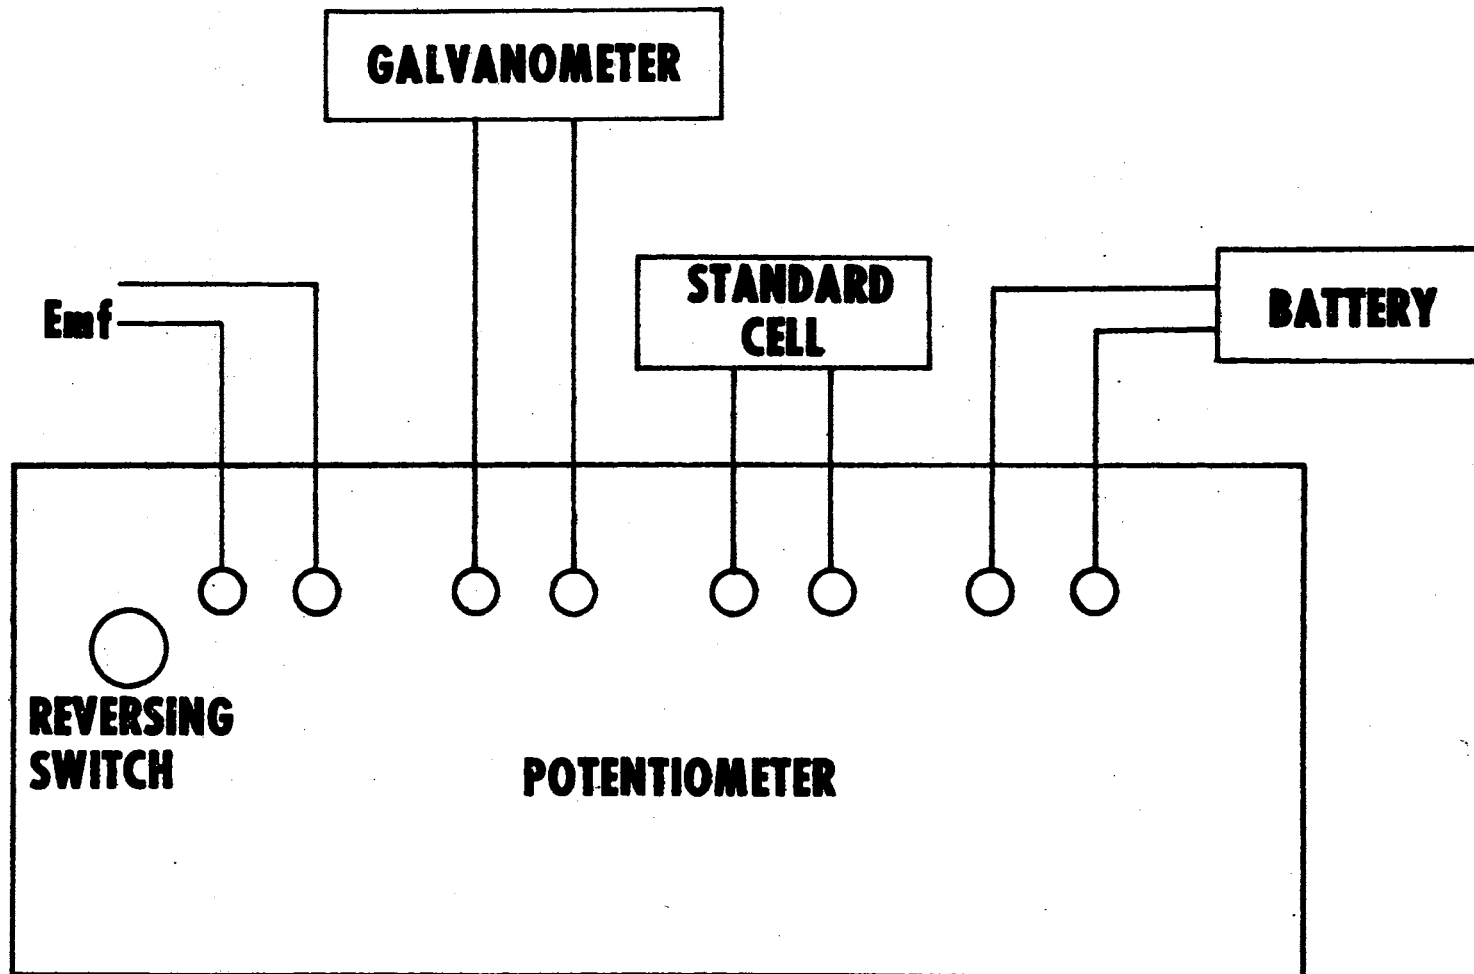 GALVANOMETER
STANDARD
CELL
BATTERY
Emf
REVERSING
SWITCH
POTENTIOMETER